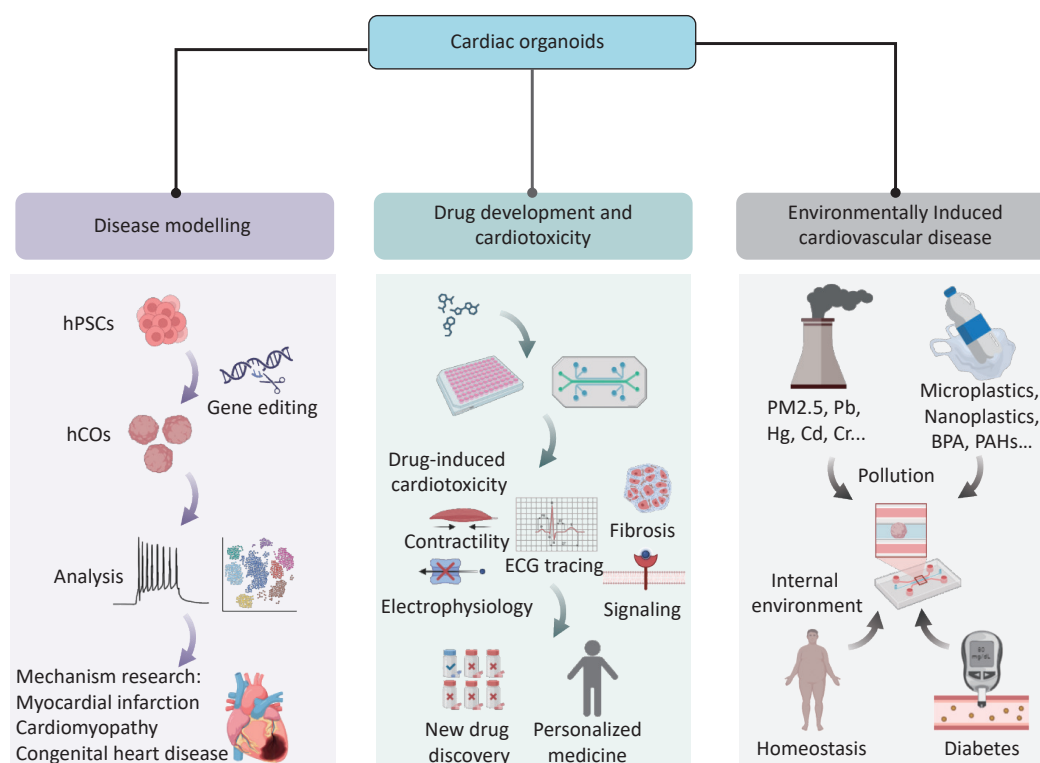 Cardiac organoids
Disease modelling
hPSCs
Gene editing
hCOs
Analysis
Mechanism research:
Myocardial infarction
Cardiomyopathy
Congenital heart disease
Drug development and
cardiotoxicity
Drug-induced
cardiotoxicity
Contractility
ECG tracing
Fibrosis
Electrophysiology
Signaling
New drug
discovery
Personalized
medicine
Environmentally Induced
cardiovascular disease
PM2.5, Pb,
Hg, Cd, Cr...
Microplastics,
Nanoplastics,
BPA, PAHs...
Pollution
Internal
environment
mg/dL
Homeostasis
Diabetes